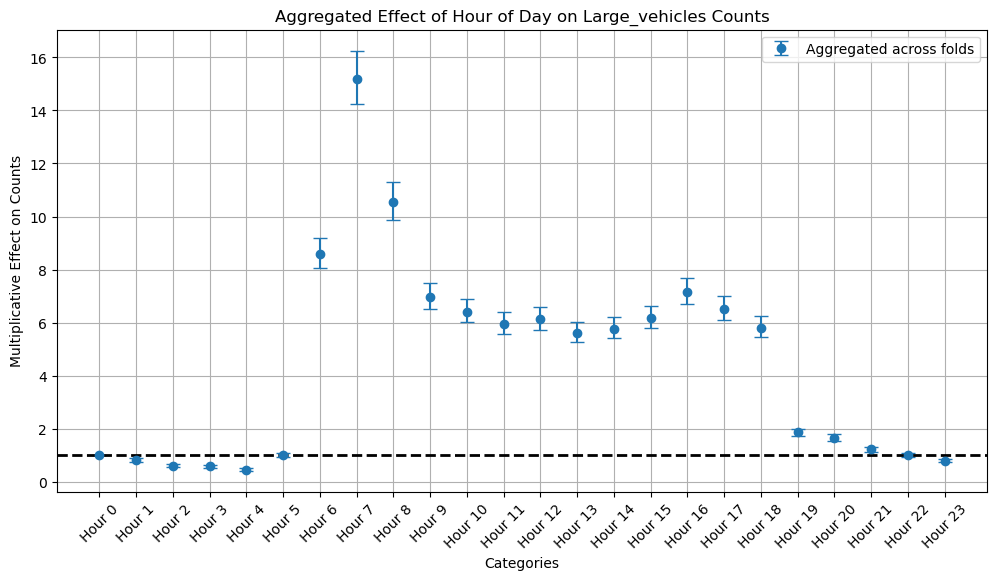 Aggregated Effect of Hour of Day on Large_vehicles Counts
Aggregated across folds
Multiplicative Effect on Counts
16
14
12
10
8
6
4
2
0
Hour 0
Hour 1
Hour 2
Hour 3
Hour 4
Hour 5
Hour 6
Hour 7
Hour 8
Hour 9
Hour 10
Hour 11
Hour 12
Hour 13
Hour 14
Hour 15
Hour 16
Hour 17
Hour 18
Hour 19
Hour 20
Hour 21
Hour 22
Hour 23
Categories